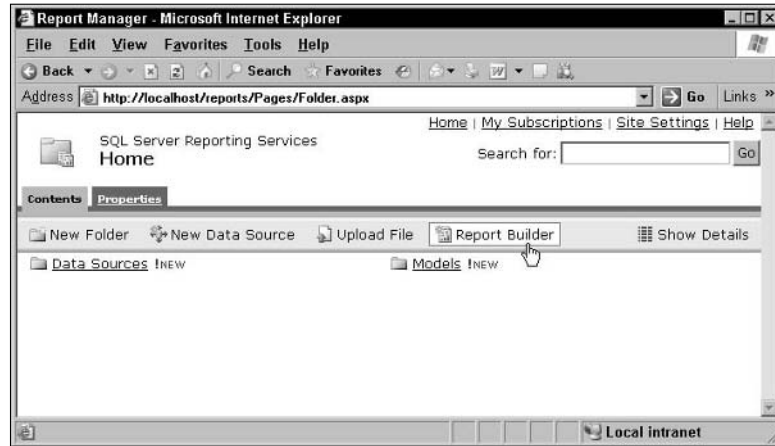 Report Manager - Microsoft Internet Explorer
File Edit View Favorites Tools Help
Back Search Favorites
Address http://localhost/reports/Pages/Folder.aspx Go Links »
Home | My Subscriptions | Site Settings | Help
SQL Server Reporting Services
Home
Search for: Go
Contents Properties
New Folder New Data Source Upload File Report Builder Show Details
Data Sources !NEW Models !NEW
Local intranet